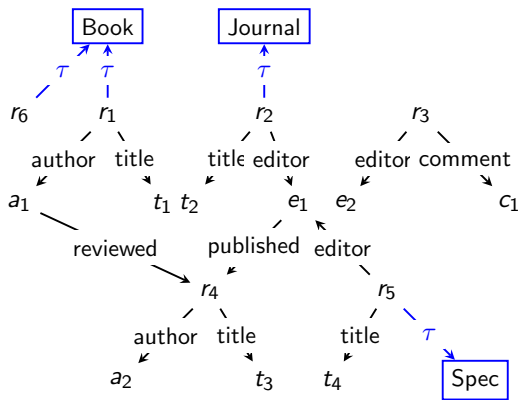 Book Journal
τ τ τ
r6 r1 r2 r3
author title title editor editor comment
a1 t1 t2 e1 e2 c1
reviewed published editor
r4 r5
author title title τ
a2 t3 t4 Spec